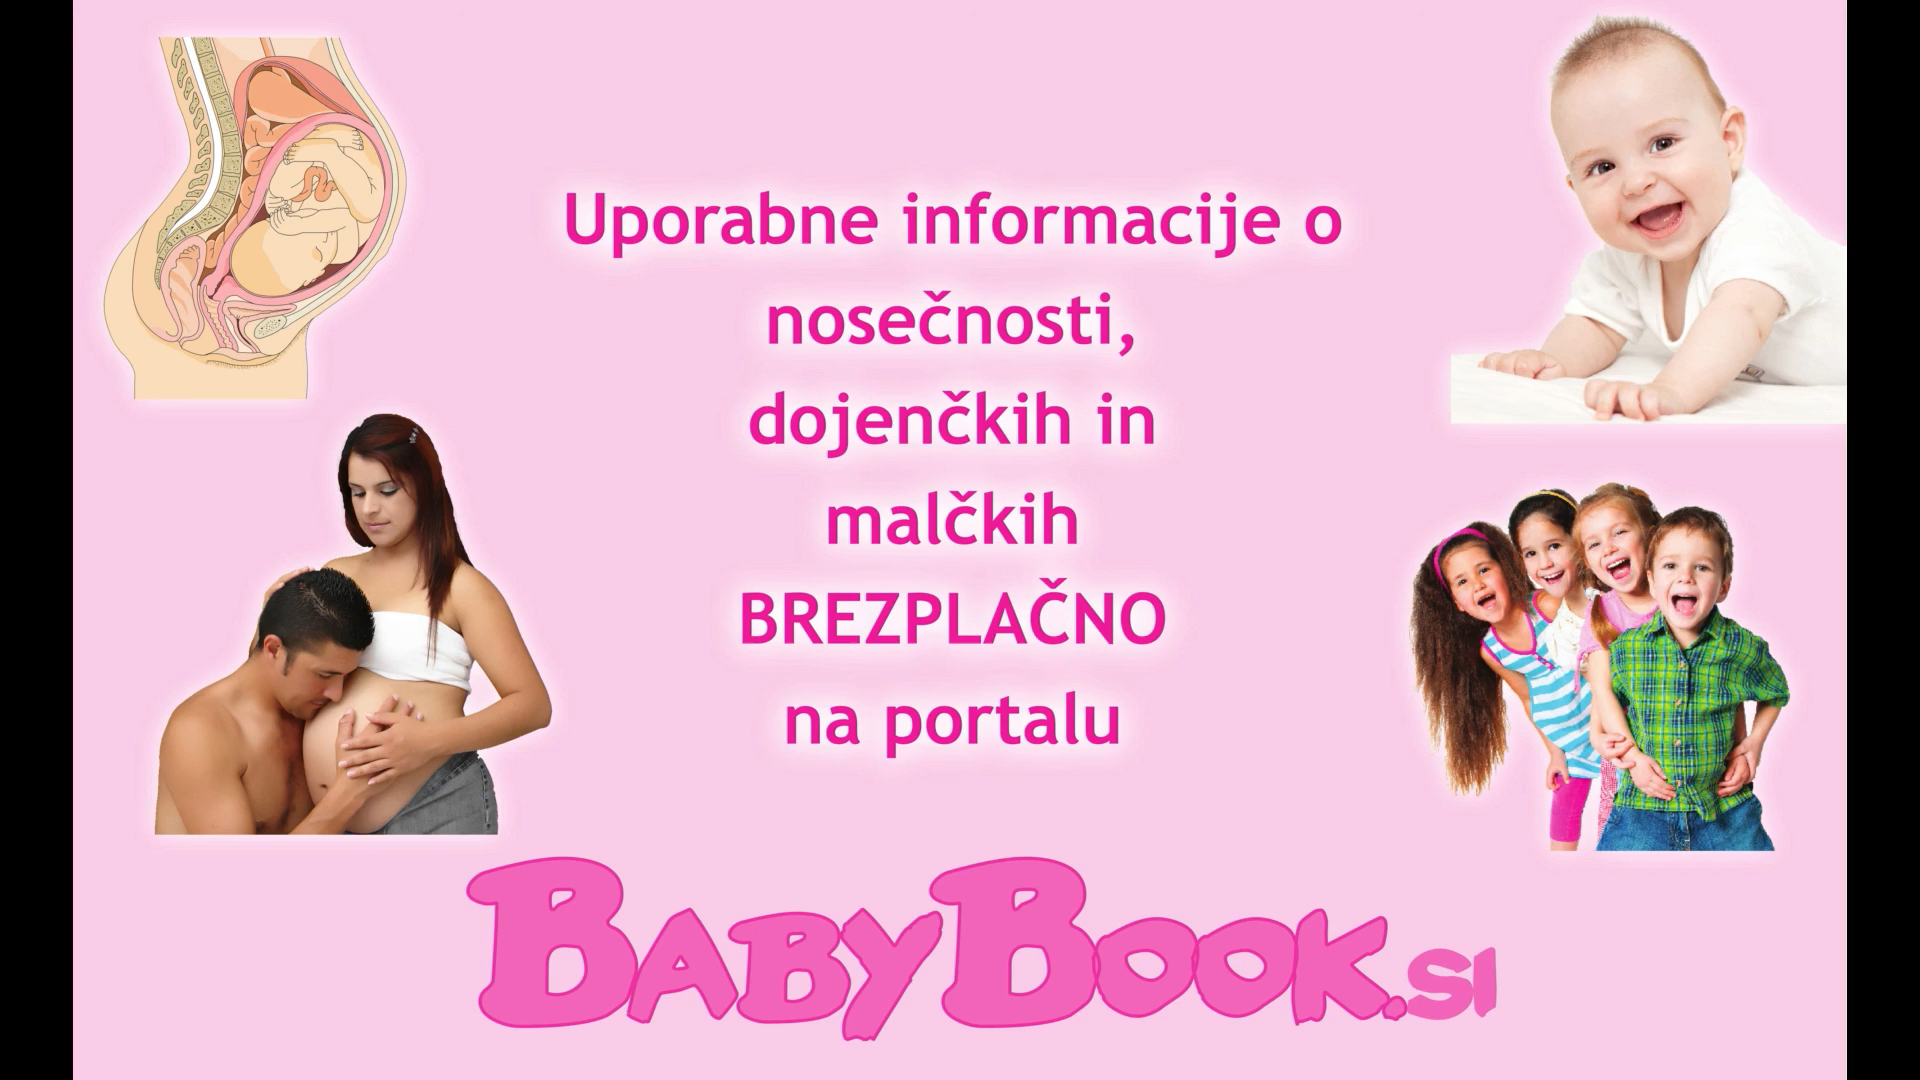 Uporabne informacije o
nosečnosti,
dojenčkih in
malčkih
BREZPLAČNO
na portalu
BABYBOOK.SI